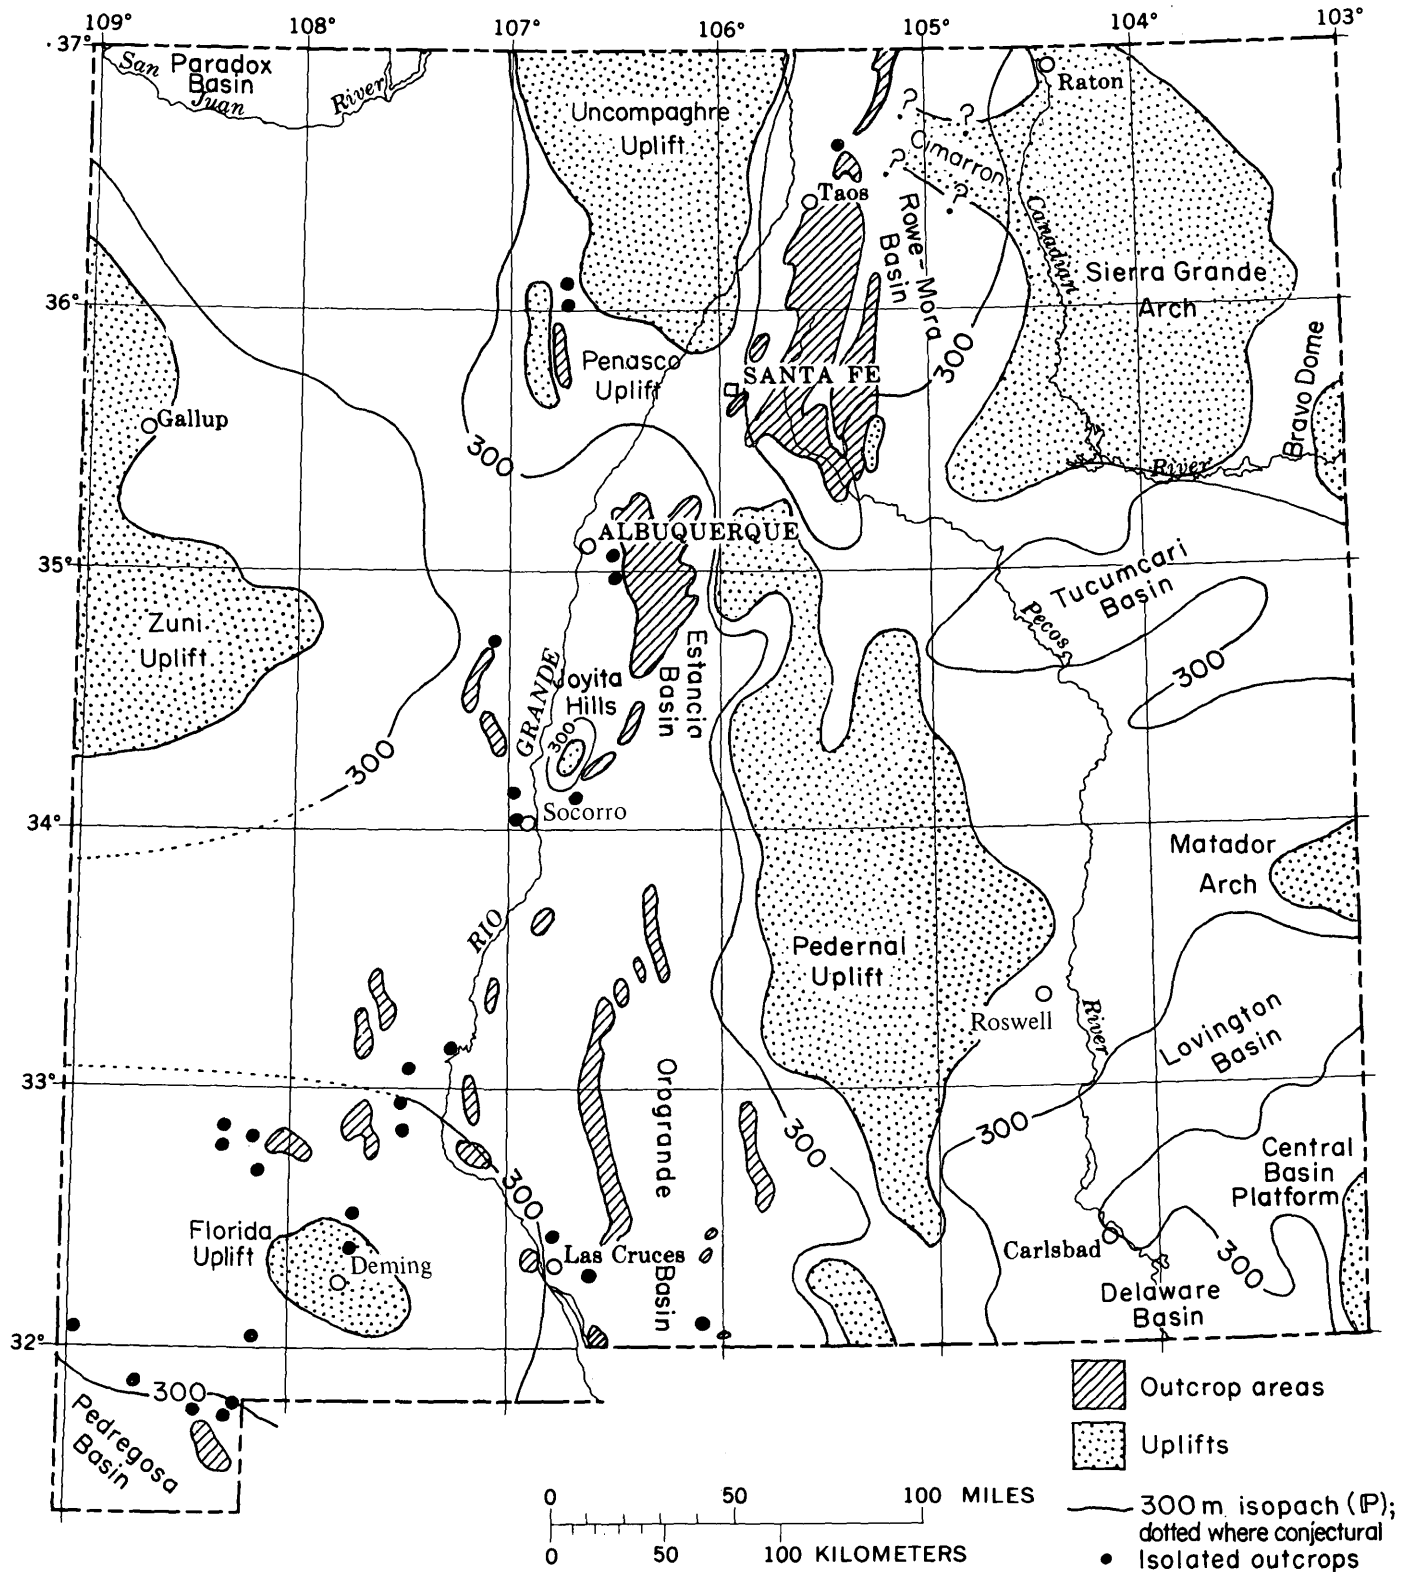 109° 108° 107° 106° 105° 104° 103°
37°
San Juan River
Paradox
Basin
Uncompaghre
Uplift
Raton
?
?
?
?
Cimarron
Taos
Rowe-Mora
Basin
Canadian
Sierra Grande
Arch
36°
Penasco
Uplift
SANTA FE
300
Bravo Dome
Gallup
300
River
ALBUQUERQUE
35°
Tucumcari
Basin
Zuni
Uplift
Pecos
Estancia
Basin
300
GRANDE
Joyita
Hills
300
300
Socorro
34°
Matador
Arch
RIO
Pedernal
Uplift
Roswell
River
Lovington
Basin
33°
Orogrande
Basin
300
300
Central
Basin
Platform
300
Florida
Uplift
Deming
Las Cruces
Carlsbad
300
Delaware
Basin
32°
300
Pedregosa
Basin
Outcrop areas
Uplifts
300 m isopach (ℙ);
dotted where conjectural
Isolated outcrops
0 50 100 MILES
0 50 100 KILOMETERS